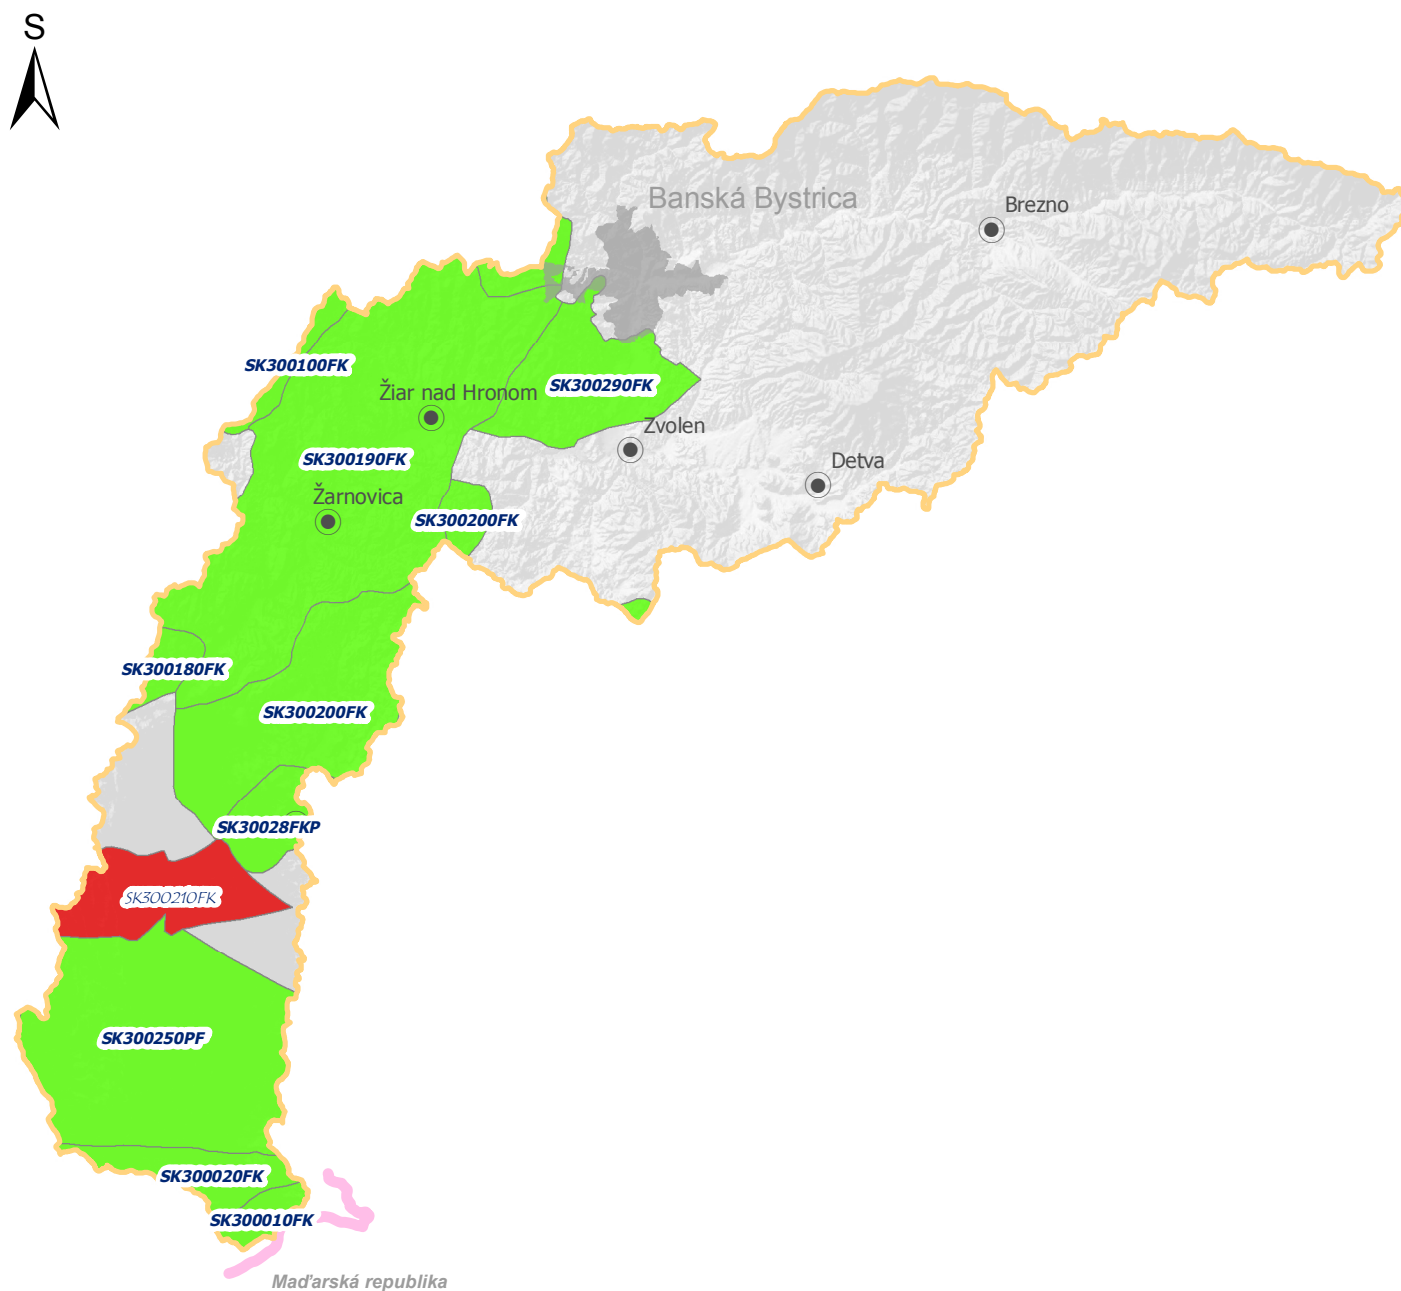 S
Banská Bystrica
Brezno
SK300100FK
Žiar nad Hronom
SK300290FK
Zvolen
SK300190FK
Detva
Žarnovica
SK300200FK
SK300180FK
SK300200FK
SK30028FKP
SK300210FK
SK300250PF
SK300020FK
SK300010FK
Maďarská republika